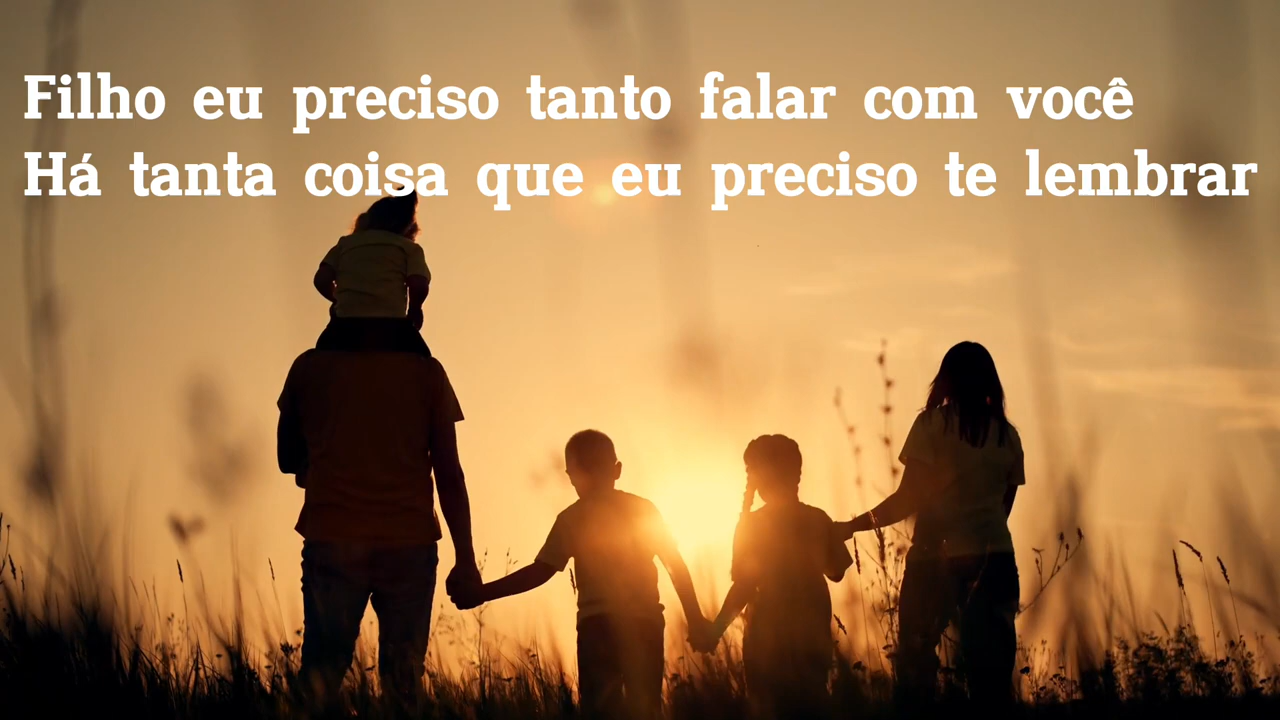 Filho eu preciso tanto falar com você
Há tanta coisa que eu preciso te lembrar